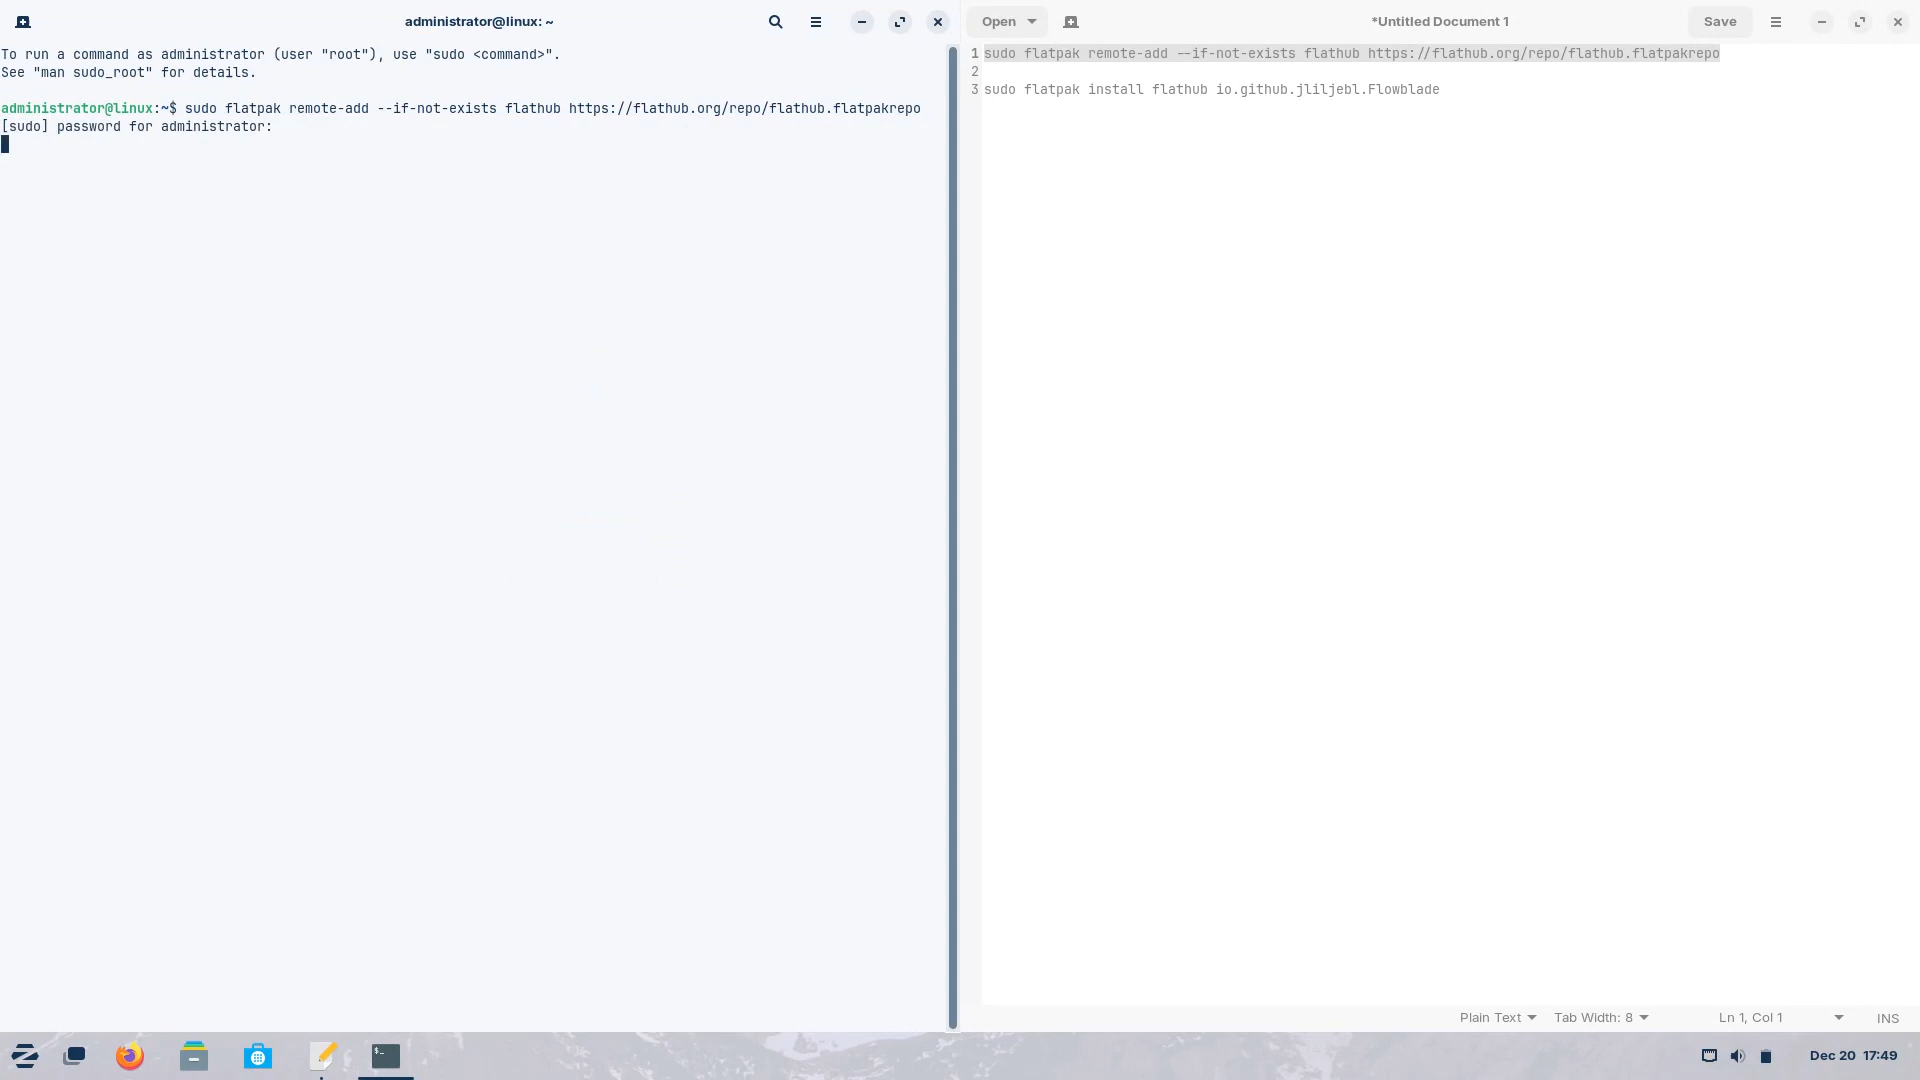 administrator@linux: ~
To run a command as administrator (user "root"), use "sudo <command>".
See "man sudo_root" for details.
administrator@linux:~$ sudo flatpak remote-add --if-not-exists flathub https://flathub.org/repo/flathub.flatpakrepo
[sudo] password for administrator:
Open
*Untitled Document 1
Save
1 sudo flatpak remote-add --if-not-exists flathub https://flathub.org/repo/flathub.flatpakrepo
2
3 sudo flatpak install flathub io.github.jliljebl.Flowblade
Plain Text
Tab Width: 8
Ln 1, Col 1
INS
$_
Dec 20 17:49